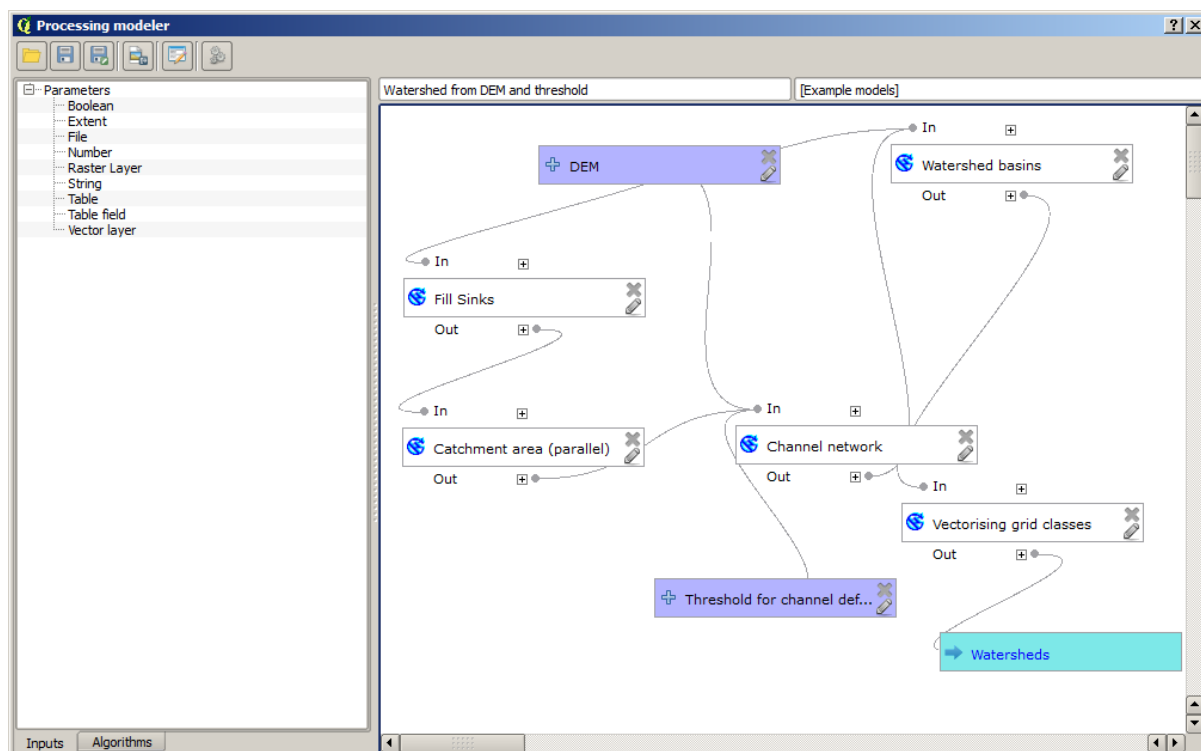 Processing modeler
Parameters
Boolean
Extent
File
Number
Raster Layer
String
Table
Table field
Vector layer
Inputs
Algorithms
Watershed from DEM and threshold
[Example models]
DEM
In
Watershed basins
Out
In
Fill Sinks
Out
In
Catchment area (parallel)
Out
In
Channel network
Out
In
Vectorising grid classes
Out
Threshold for channel def...
Watersheds